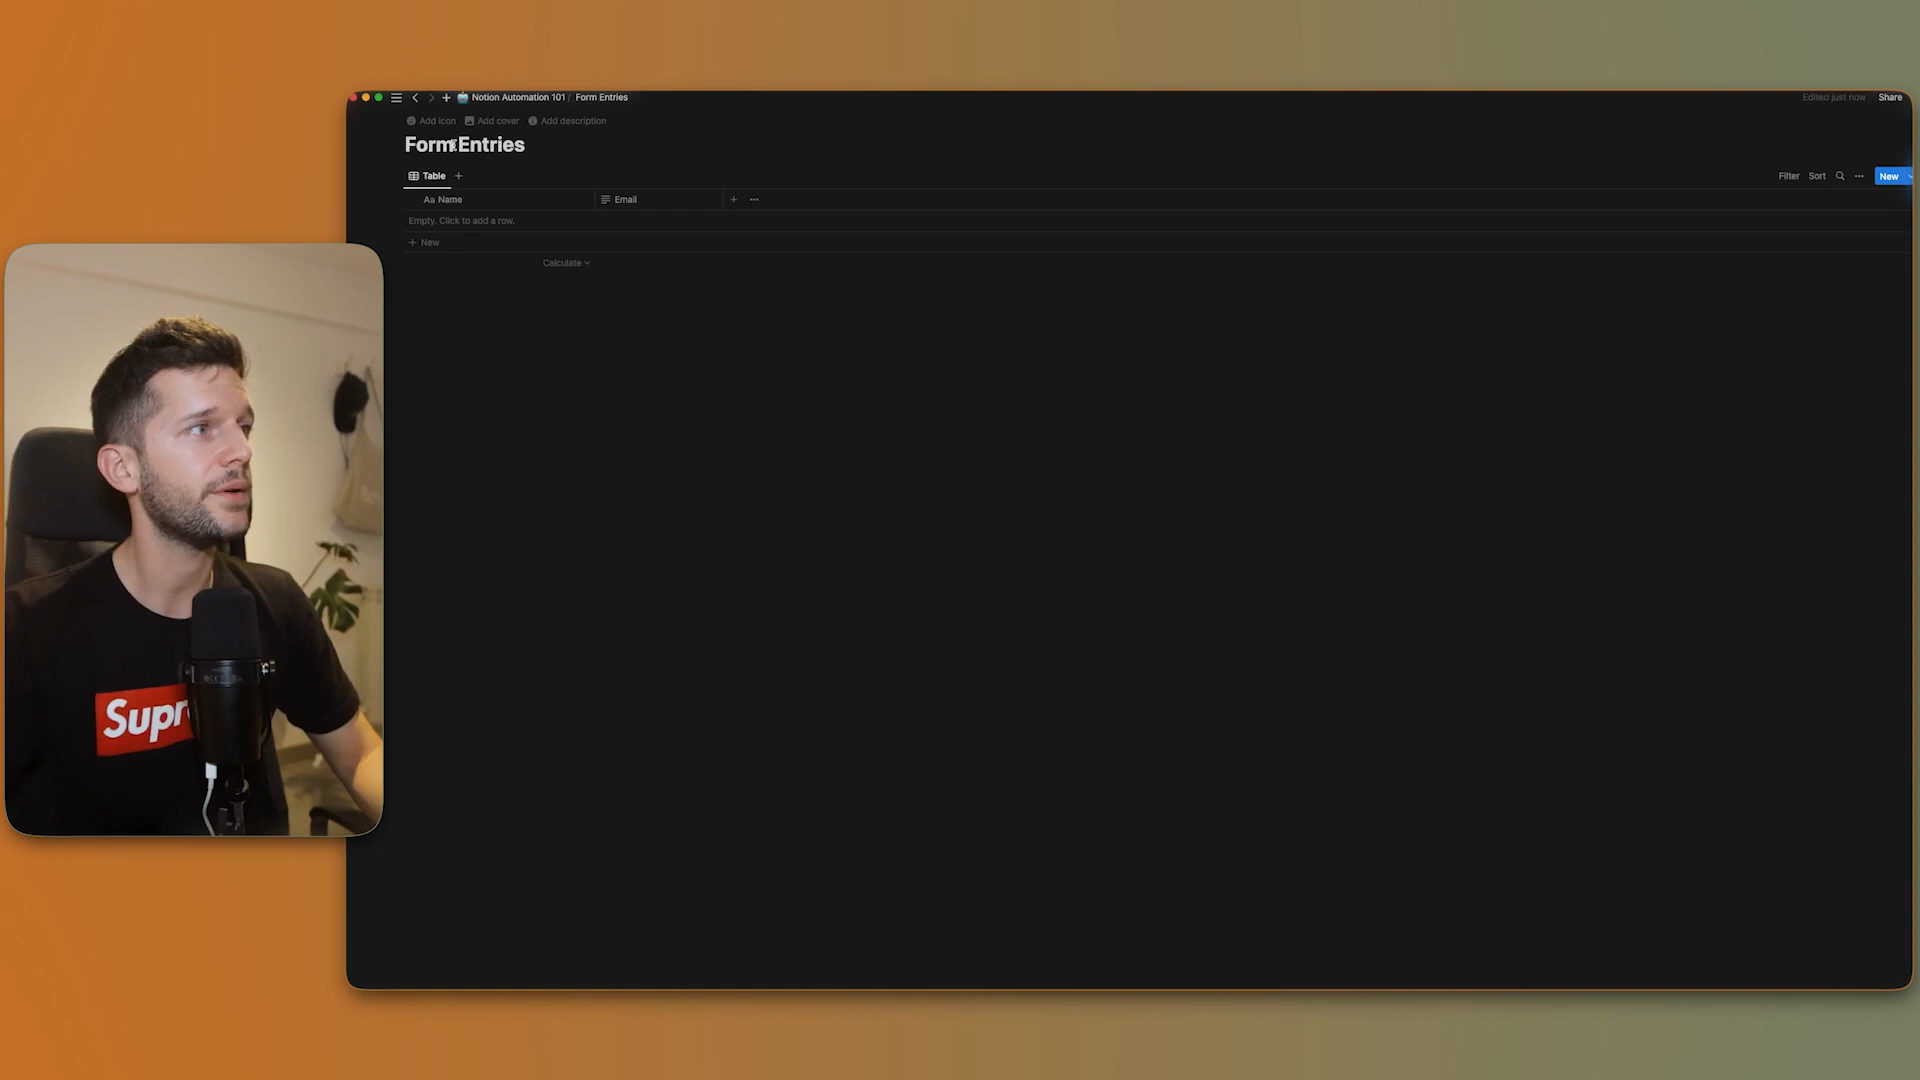 Notion Automation 101 / Form Entries
Edited just now
Share
Add icon
Add cover
Add description
Form Entries
Table
Filter
Sort
New
Aa Name
Email
Empty. Click to add a row.
New
Calculate
Supr